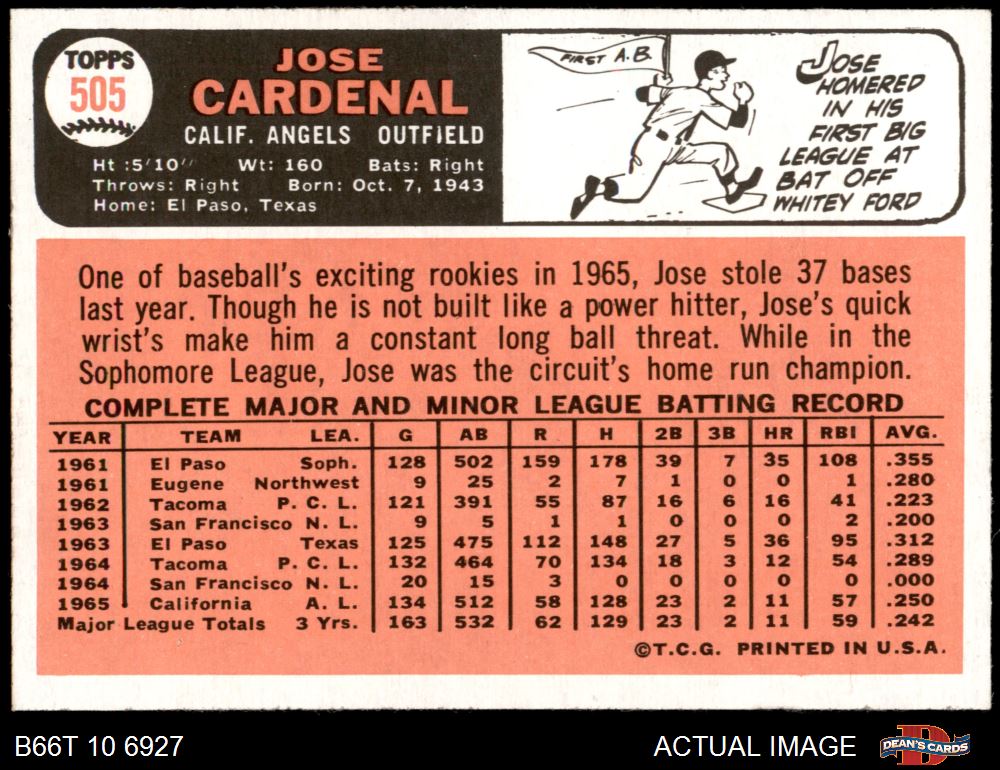 TOPPS
505
JOSE
CARDENAL
CALIF. ANGELS OUTFIELD
Ht :5'10" Wt: 160 Bats: Right
Throws: Right Born: Oct. 7, 1943
Home: El Paso, Texas
FIRST A.B.
JOSE
HOMERED
IN HIS
FIRST BIG
LEAGUE AT
BAT OFF
WHITEY FORD
One of baseball's exciting rookies in 1965, Jose stole 37 bases
last year. Though he is not built like a power hitter, Jose's quick
wrist's make him a constant long ball threat. While in the
Sophomore League, Jose was the circuit's home run champion.
COMPLETE MAJOR AND MINOR LEAGUE BATTING RECORD
YEAR TEAM LEA. G AB R H 2B 3B HR RBI AVG.
1961 El Paso Soph. 128 502 159 178 39 7 35 108 .355
1961 Eugene Northwest 9 25 2 7 1 0 0 1 .280
1962 Tacoma P. C. L. 121 391 55 87 16 6 16 41 .223
1963 San Francisco N. L. 9 5 1 1 0 0 0 2 .200
1963 El Paso Texas 125 475 112 148 27 5 36 95 .312
1964 Tacoma P. C. L. 132 464 70 134 18 3 12 54 .289
1964 San Francisco N. L. 20 15 3 0 0 0 0 0 .000
1965 California A. L. 134 512 58 128 23 2 11 57 .250
Major League Totals 3 Yrs. 163 532 62 129 23 2 11 59 .242
©T.C.G. PRINTED IN U.S.A.
B66T 10 6927
ACTUAL IMAGE
D
DEAN'S CARDS